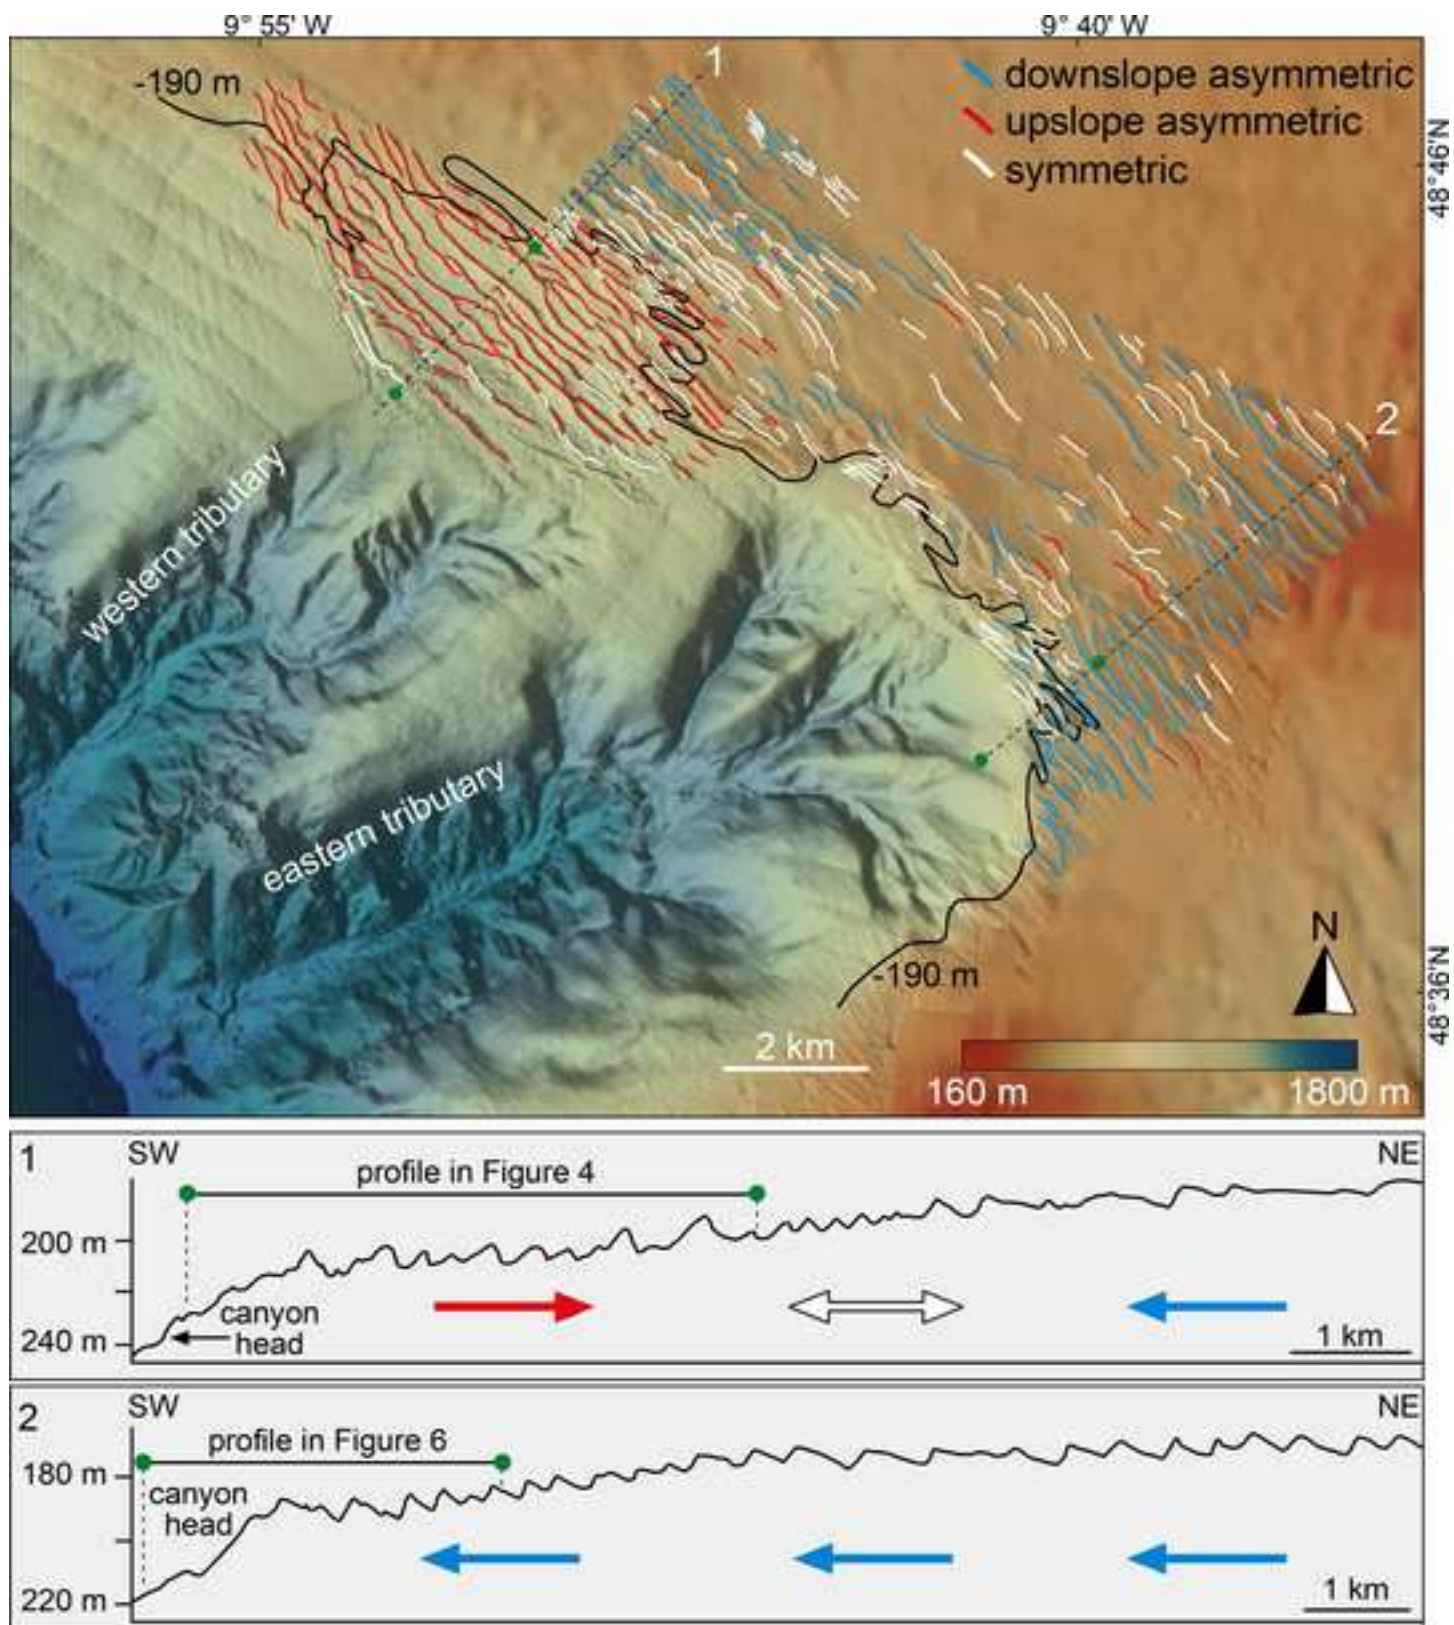 9° 55' W
9° 40' W
-190 m
1
downslope asymmetric
upslope asymmetric
symmetric
48°46'N
2
western tributary
eastern tributary
-190 m
N
48°36'N
2 km
160 m
1800 m
1
SW
NE
profile in Figure 4
200 m
canyon
head
240 m
1 km
2
SW
NE
profile in Figure 6
180 m
canyon
head
220 m
1 km